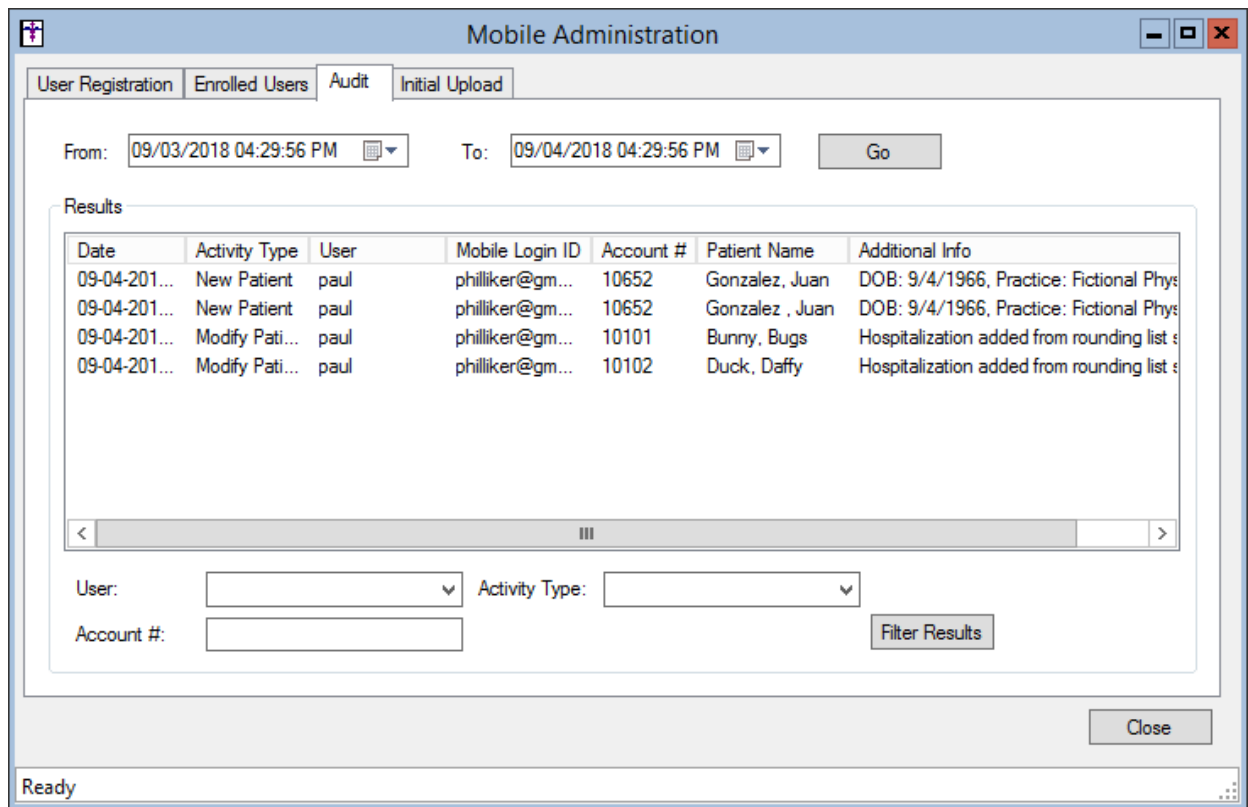 Mobile Administration
User Registration Enrolled Users Audit Initial Upload
From: 09/03/2018 04:29:56 PM To: 09/04/2018 04:29:56 PM Go
Results
Date Activity Type User Mobile Login ID Account # Patient Name Additional Info
09-04-201... New Patient paul philliker@gm... 10652 Gonzalez, Juan DOB: 9/4/1966, Practice: Fictional Phys
09-04-201... New Patient paul philliker@gm... 10652 Gonzalez , Juan DOB: 9/4/1966, Practice: Fictional Phys
09-04-201... Modify Pati... paul philliker@gm... 10101 Bunny, Bugs Hospitalization added from rounding list s
09-04-201... Modify Pati... paul philliker@gm... 10102 Duck, Daffy Hospitalization added from rounding list s
User: Activity Type:
Account #: Filter Results
Close
Ready